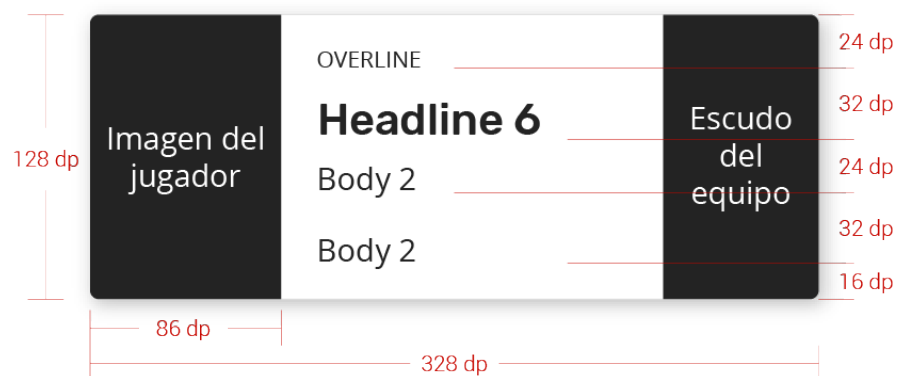 24 dp
OVERLINE
32 dp
Headline 6
Imagen del
jugador
Escudo
del
equipo
128 dp
24 dp
Body 2
32 dp
Body 2
16 dp
86 dp
328 dp